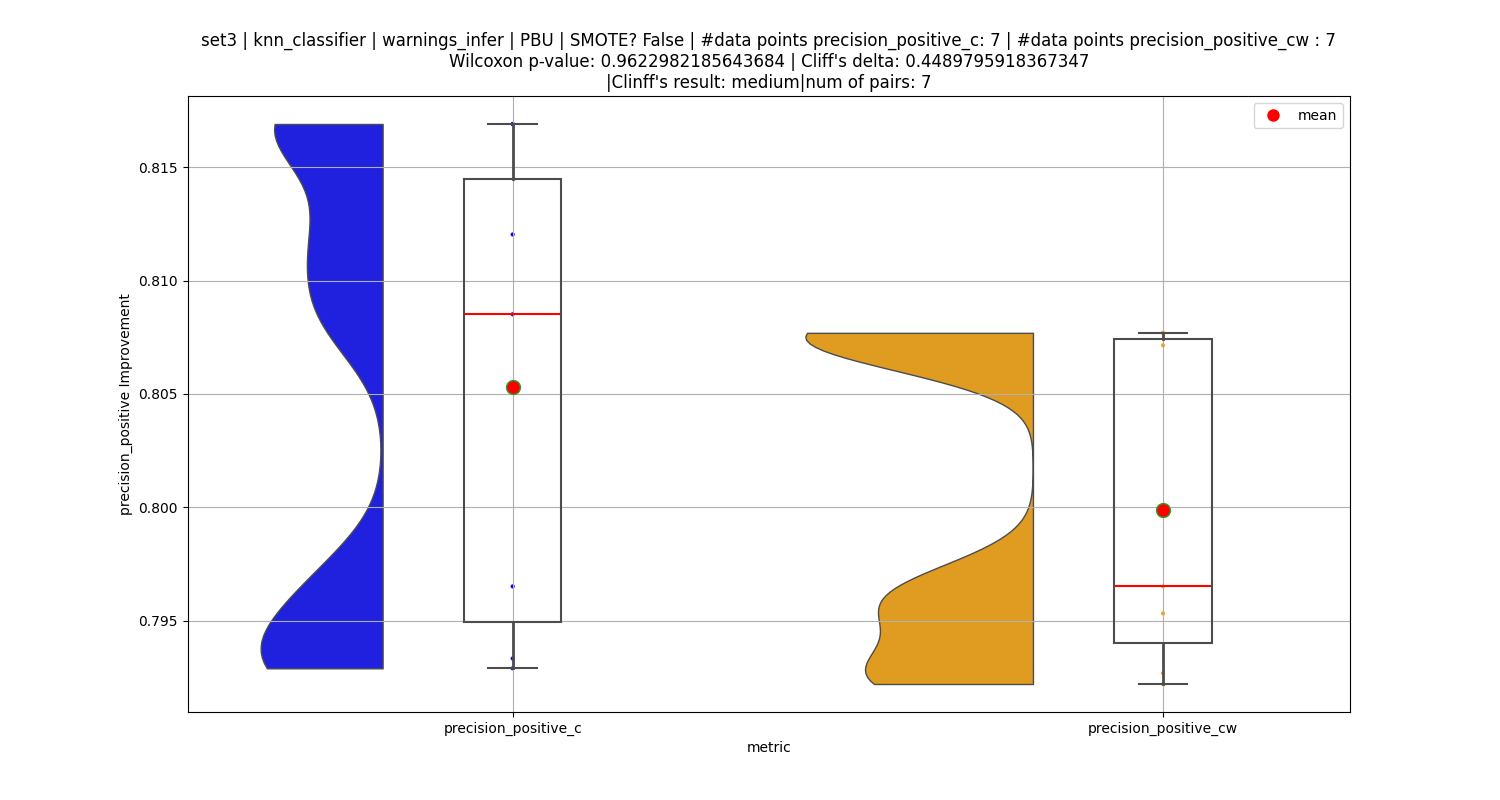 set3 | knn_classifier | warnings_infer | PBU | SMOTE? False | #data points precision_positive_c: 7 | #data points precision_positive_cw : 7
Wilcoxon p-value: 0.9622982185643684 | Cliff's delta: 0.4489795918367347
|Clinff's result: medium|num of pairs: 7
mean
0.815
0.810
0.805
0.800
0.795
precision_positive Improvement
precision_positive_c
precision_positive_cw
metric